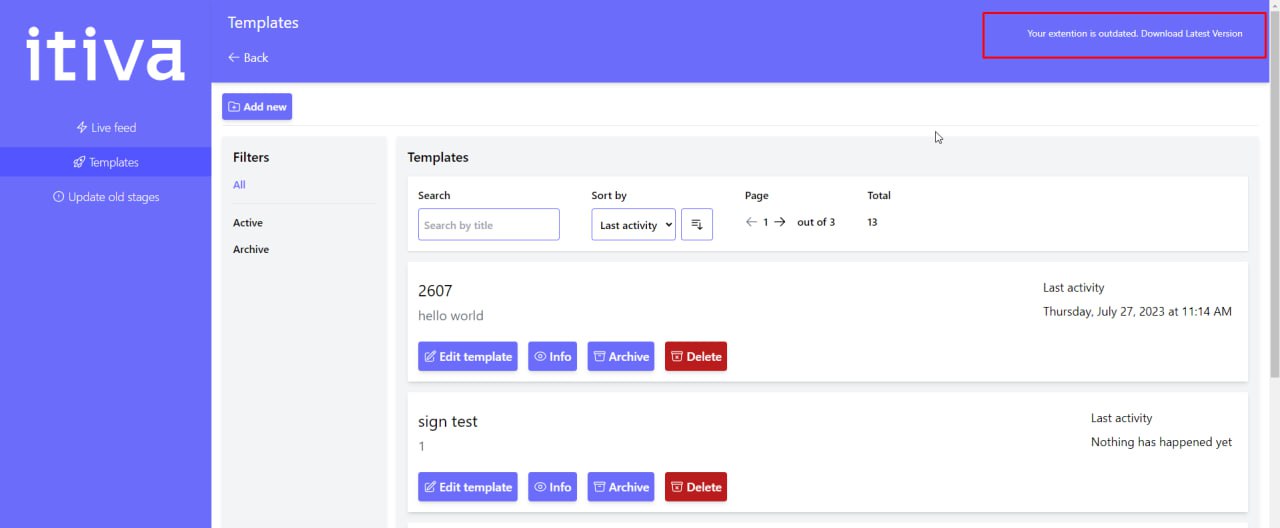 itiva
Live feed
Templates
Update old stages
Templates
Back
Your extention is outdated. Download Latest Version
Add new
Filters
All
Active
Archive
Templates
Search
Search by title
Sort by
Last activity
Page
1 out of 3
Total
13
2607
hello world
Last activity
Thursday, July 27, 2023 at 11:14 AM
Edit template Info Archive Delete
sign test
1
Last activity
Nothing has happened yet
Edit template Info Archive Delete